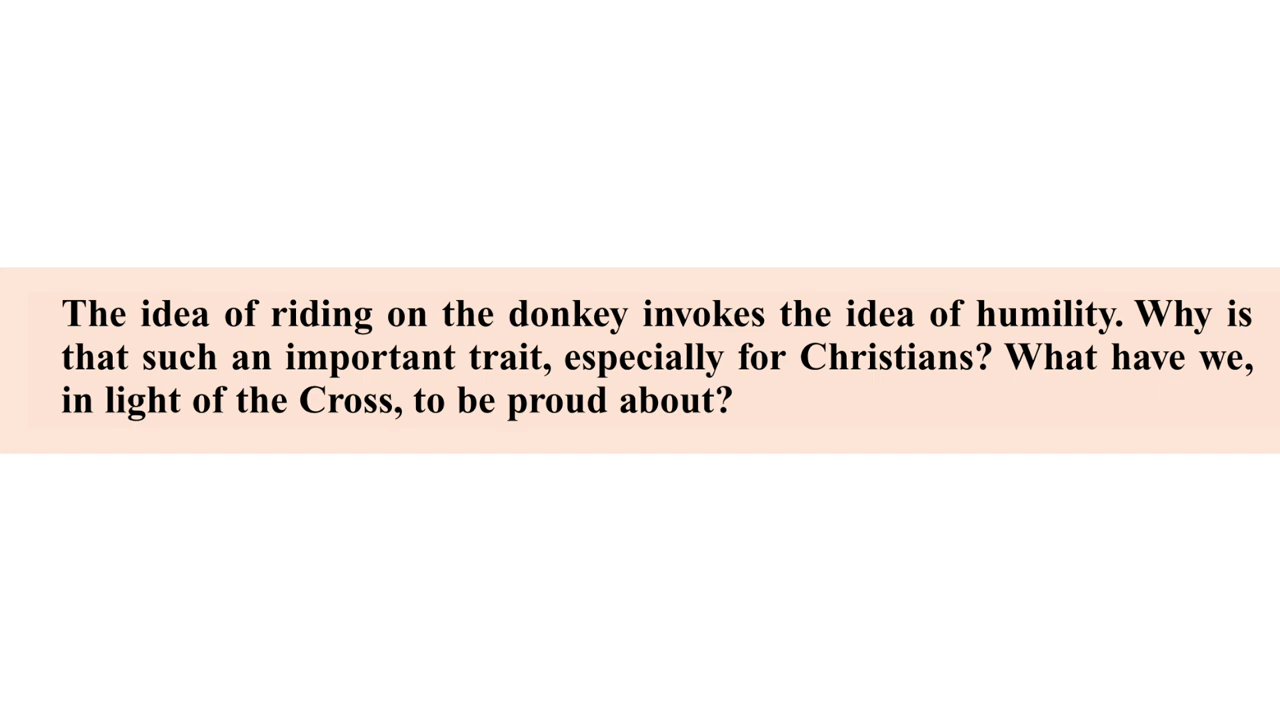 The idea of riding on the donkey invokes the idea of humility. Why is
that such an important trait, especially for Christians? What have we,
in light of the Cross, to be proud about?